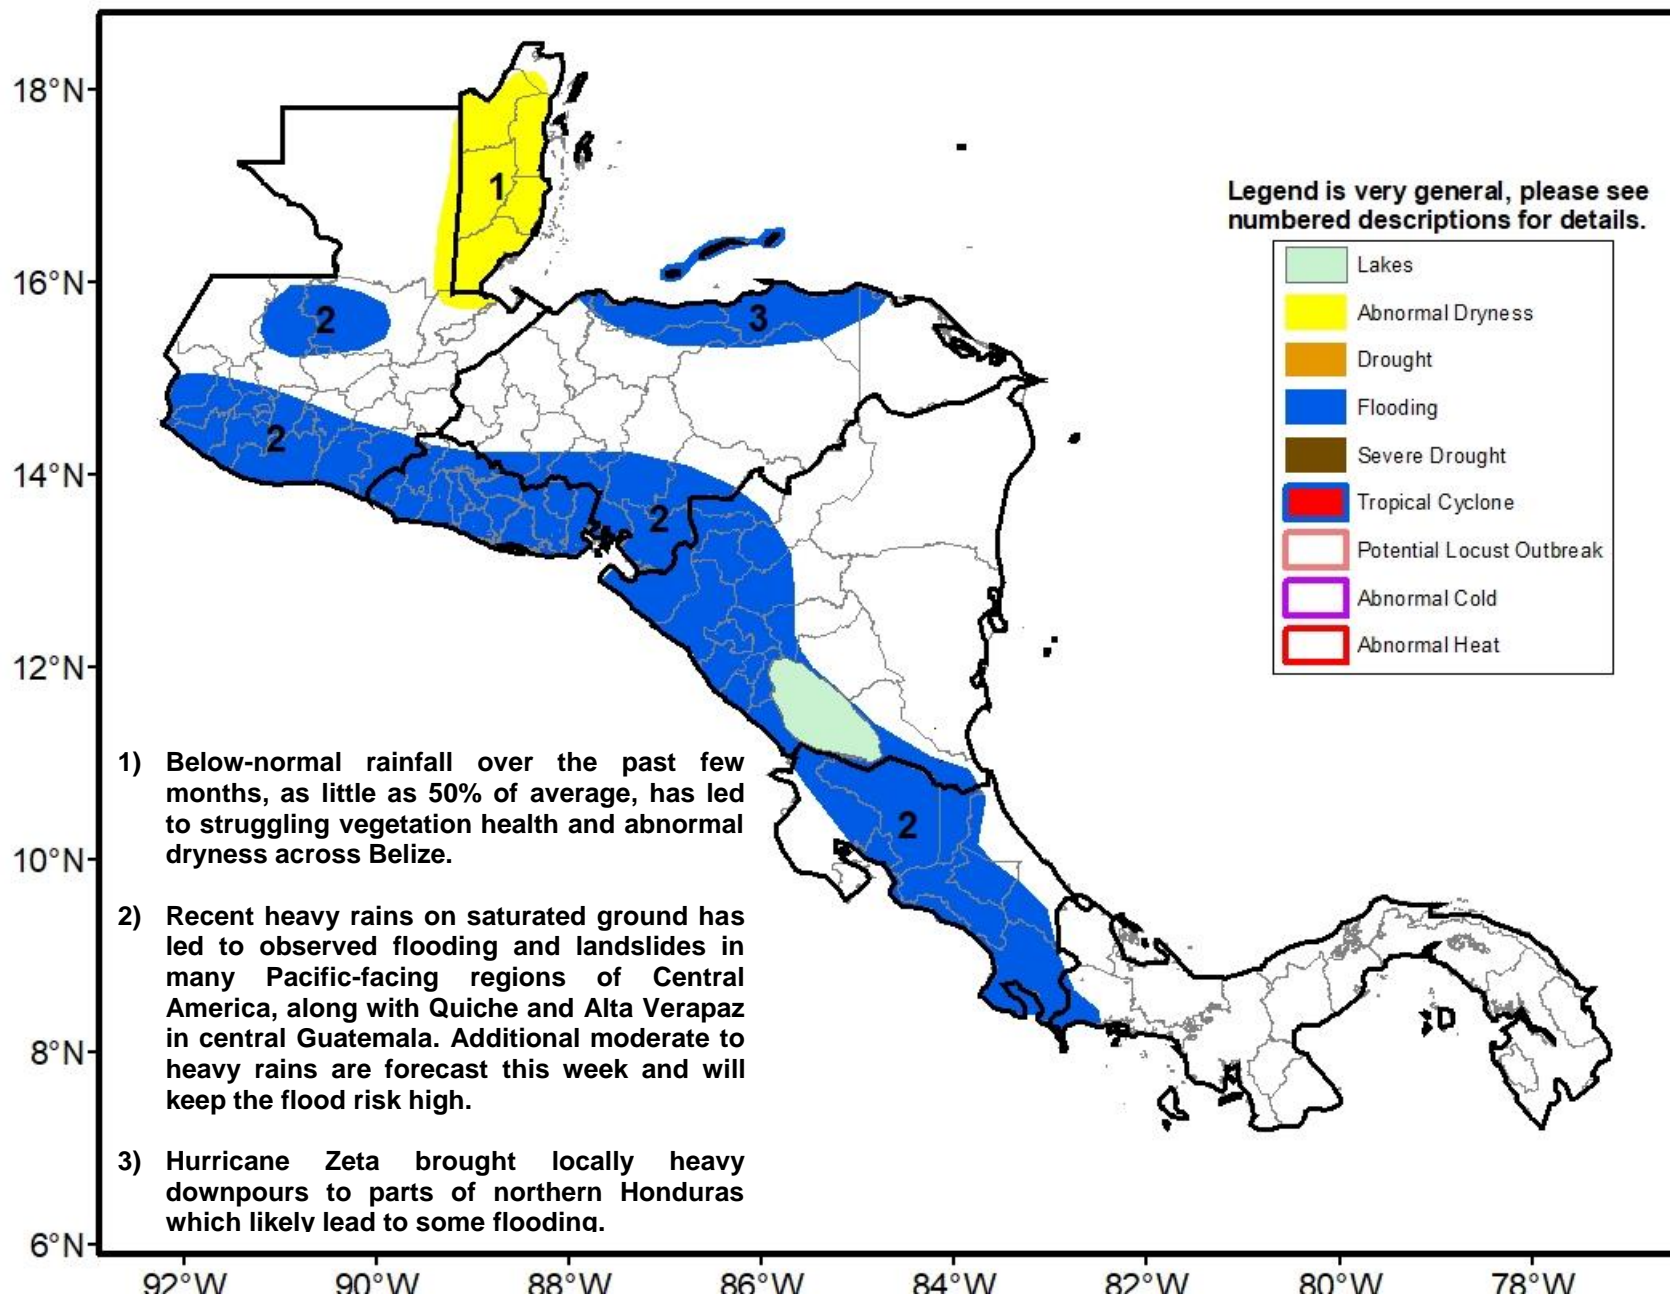 18°N
16°N
14°N
12°N
10°N
8°N
6°N
92°W
90°W
88°W
86°W
84°W
82°W
80°W
78°W
1
2
3
2
2
2
Legend is very general, please see
numbered descriptions for details.
Lakes
Abnormal Dryness
Drought
Flooding
Severe Drought
Tropical Cyclone
Potential Locust Outbreak
Abnormal Cold
Abnormal Heat
1) Below-normal rainfall over the past few
months, as little as 50% of average, has led
to struggling vegetation health and abnormal
dryness across Belize.
2) Recent heavy rains on saturated ground has
led to observed flooding and landslides in
many Pacific-facing regions of Central
America, along with Quiche and Alta Verapaz
in central Guatemala. Additional moderate to
heavy rains are forecast this week and will
keep the flood risk high.
3) Hurricane Zeta brought locally heavy
downpours to parts of northern Honduras
which likely lead to some flooding.